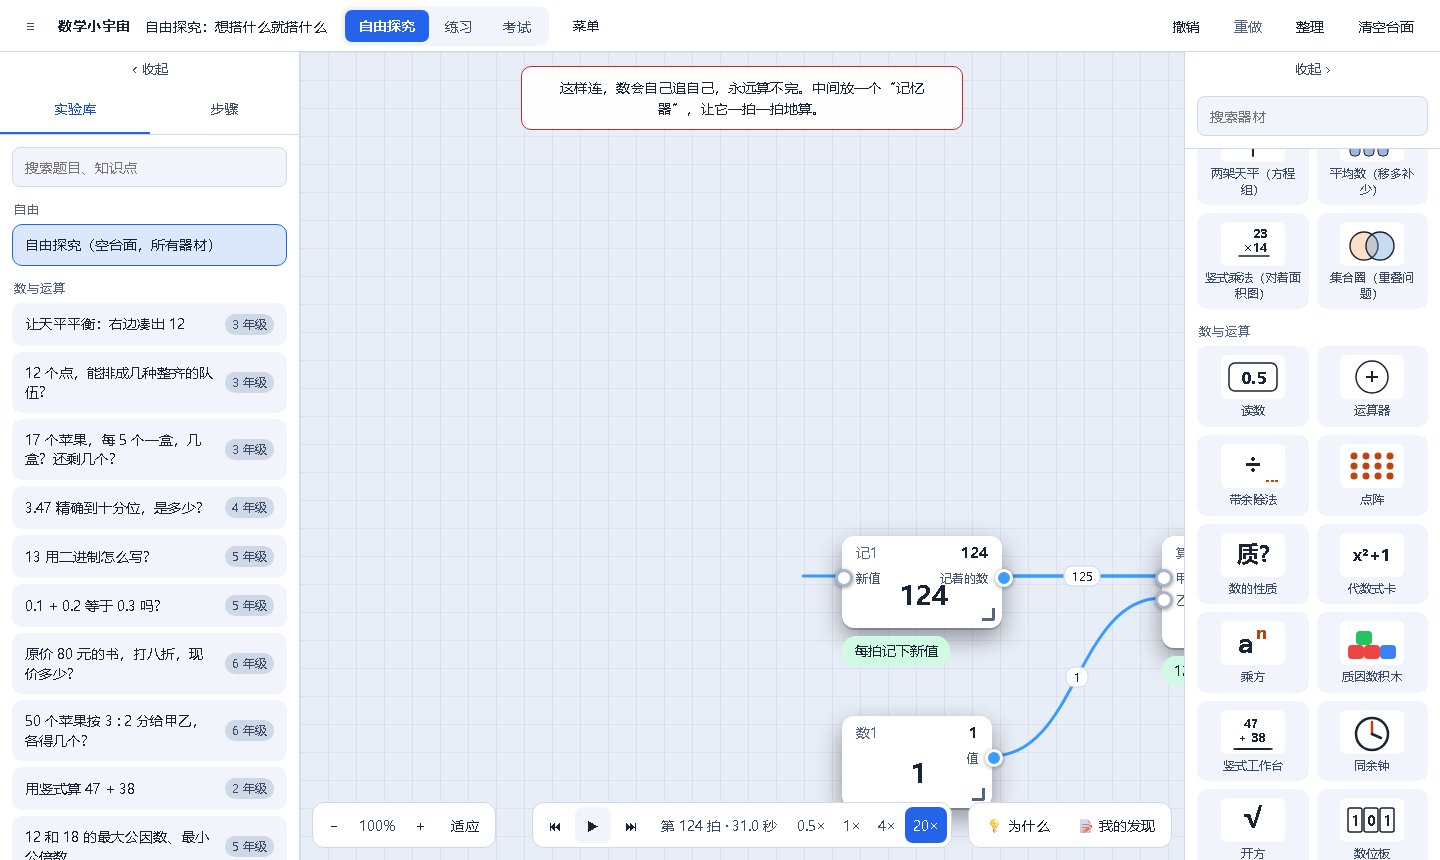 ≡ 数学小宇宙 自由探究：想搭什么就搭什么 自由探究 练习 考试 菜单 撤销 重做 整理 清空台面
‹ 收起
实验库 步骤
搜索题目、知识点
自由
自由探究（空台面，所有器材）
数与运算
让天平平衡：右边凑出 12 3 年级
12 个点，能排成几种整齐的队
伍？ 3 年级
17 个苹果，每 5 个一盒，几
盒？还剩几个？ 3 年级
3.47 精确到十分位，是多少？ 4 年级
13 用二进制怎么写？ 5 年级
0.1 + 0.2 等于 0.3 吗？ 5 年级
原价 80 元的书，打八折，现
价多少？ 6 年级
50 个苹果按 3 : 2 分给甲乙，
各得几个？ 6 年级
用竖式算 47 + 38 2 年级
12 和 18 的最大公因数、最小
公倍数 5 年级
这样连，数会自己追自己，永远算不完。中间放一个“记忆
器”，让它一拍一拍地算。
记1 124
新值 记着的数
124
每拍记下新值
125
1
数1 1
值
1
算
甲
乙
12
− 100% + 适应
⏮ ▶ ⏭ 第 124 拍 · 31.0 秒 0.5× 1× 4× 20×
为什么 我的发现
收起 ›
搜索器材
两架天平（方程
组）
平均数（移多补
少）
23
×14
竖式乘法（对着面
积图）
集合圈（重叠问
题）
数与运算
0.5
读数
+
运算器
÷ ...
带余除法
点阵
质?
数的性质
x²+1
代数式卡
aⁿ
乘方
质因数积木
47
+ 38
竖式工作台
同余钟
√
开方
1 0 1
数位板